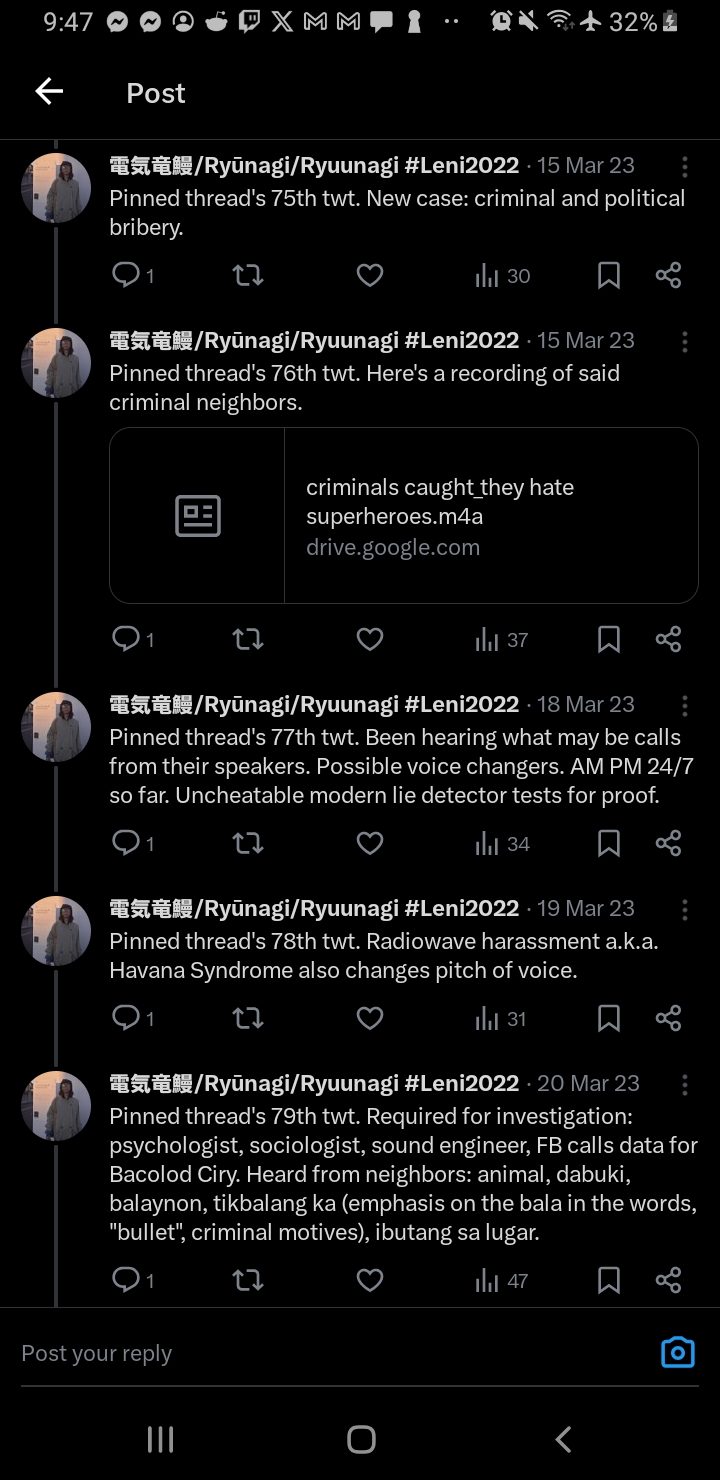 9:47
32%
Post
電気竜鰻/Ryūnagi/Ryuunagi #Leni2022 · 15 Mar 23
Pinned thread's 75th twt. New case: criminal and political
bribery.
1
30
電気竜鰻/Ryūnagi/Ryuunagi #Leni2022 · 15 Mar 23
Pinned thread's 76th twt. Here's a recording of said
criminal neighbors.
criminals caught_they hate
superheroes.m4a
drive.google.com
1
37
電気竜鰻/Ryūnagi/Ryuunagi #Leni2022 · 18 Mar 23
Pinned thread's 77th twt. Been hearing what may be calls
from their speakers. Possible voice changers. AM PM 24/7
so far. Uncheatable modern lie detector tests for proof.
1
34
電気竜鰻/Ryūnagi/Ryuunagi #Leni2022 · 19 Mar 23
Pinned thread's 78th twt. Radiowave harassment a.k.a.
Havana Syndrome also changes pitch of voice.
1
31
電気竜鰻/Ryūnagi/Ryuunagi #Leni2022 · 20 Mar 23
Pinned thread's 79th twt. Required for investigation:
psychologist, sociologist, sound engineer, FB calls data for
Bacolod Ciry. Heard from neighbors: animal, dabuki,
balaynon, tikbalang ka (emphasis on the bala in the words,
"bullet", criminal motives), ibutang sa lugar.
1
47
Post your reply